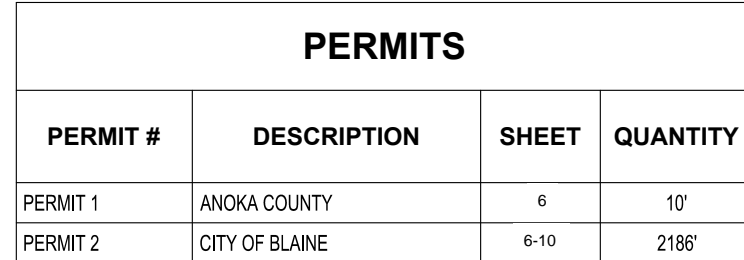 PERMITS
PERMIT # DESCRIPTION SHEET QUANTITY
PERMIT 1 ANOKA COUNTY 6 10'
PERMIT 2 CITY OF BLAINE 6-10 2186'